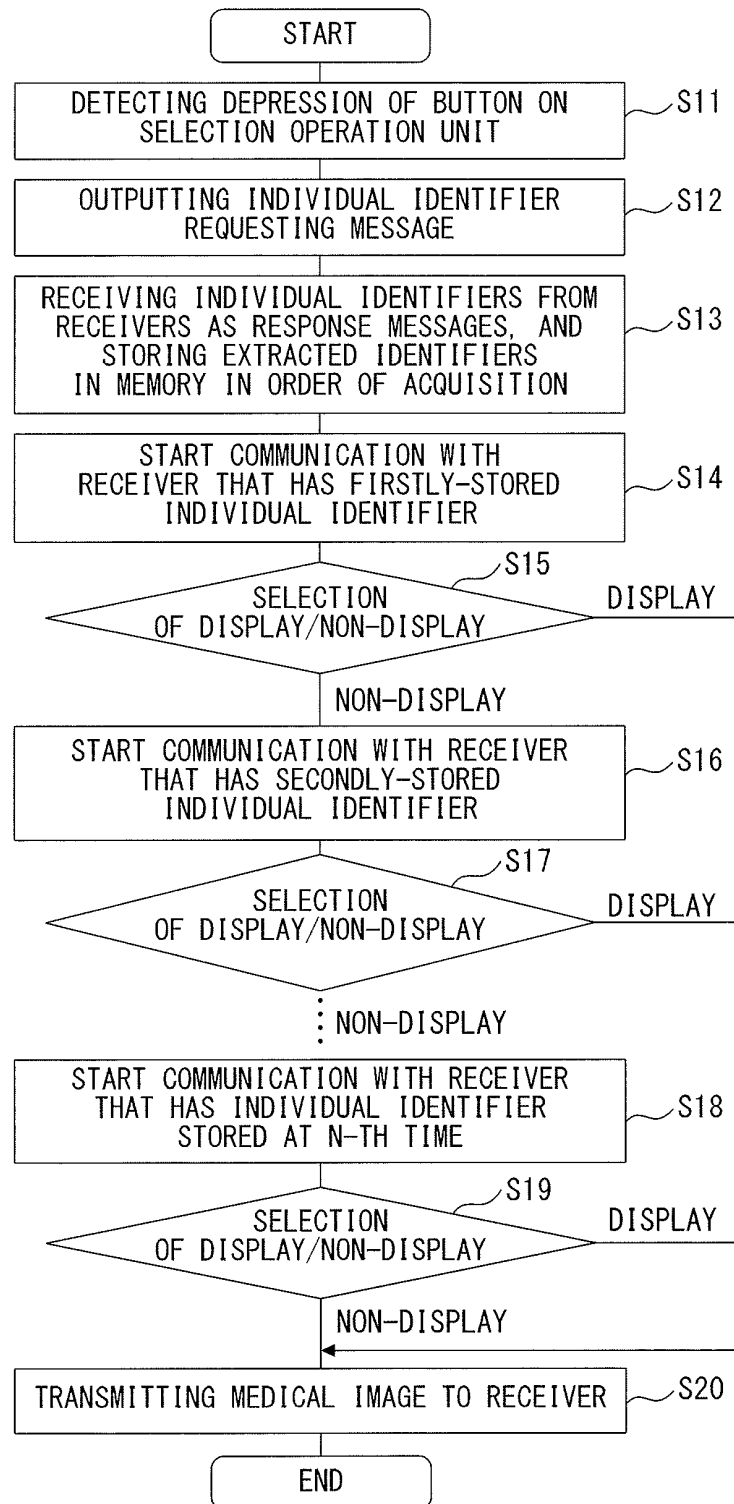 START
DETECTING DEPRESSION OF BUTTON ON
SELECTION OPERATION UNIT
S11
OUTPUTTING INDIVIDUAL IDENTIFIER
REQUESTING MESSAGE
S12
RECEIVING INDIVIDUAL IDENTIFIERS FROM
RECEIVERS AS RESPONSE MESSAGES, AND
STORING EXTRACTED IDENTIFIERS
IN MEMORY IN ORDER OF ACQUISITION
S13
START COMMUNICATION WITH
RECEIVER THAT HAS FIRSTLY-STORED
INDIVIDUAL IDENTIFIER
S14
S15
SELECTION
OF DISPLAY/NON-DISPLAY
DISPLAY
NON-DISPLAY
START COMMUNICATION WITH RECEIVER
THAT HAS SECONDLY-STORED
INDIVIDUAL IDENTIFIER
S16
S17
SELECTION
OF DISPLAY/NON-DISPLAY
DISPLAY
NON-DISPLAY
START COMMUNICATION WITH RECEIVER
THAT HAS INDIVIDUAL IDENTIFIER
STORED AT N-TH TIME
S18
S19
SELECTION
OF DISPLAY/NON-DISPLAY
DISPLAY
NON-DISPLAY
TRANSMITTING MEDICAL IMAGE TO RECEIVER
S20
END